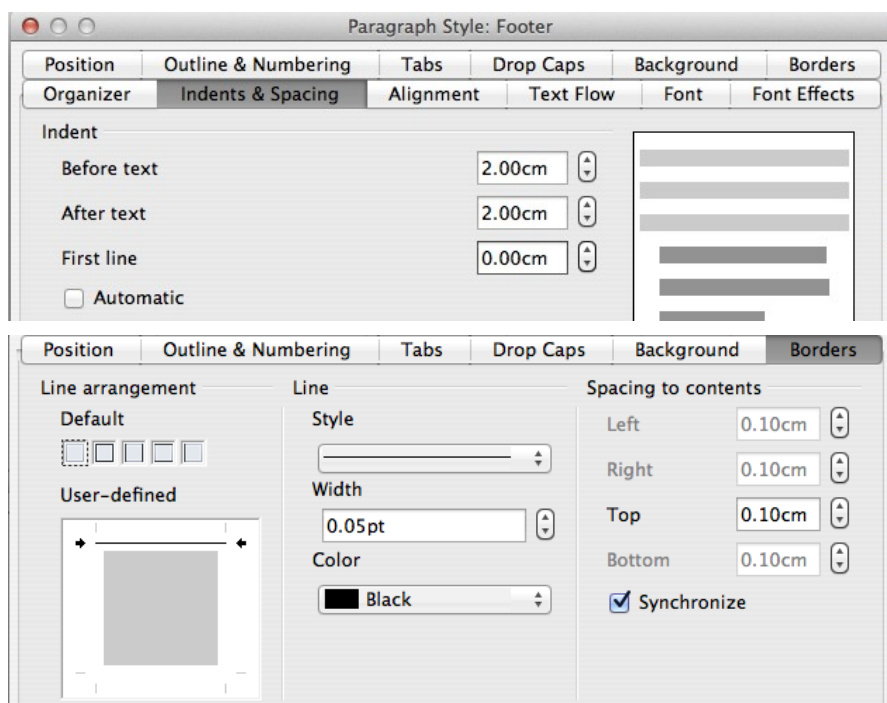 Paragraph Style: Footer
Position Outline & Numbering Tabs Drop Caps Background Borders
Organizer Indents & Spacing Alignment Text Flow Font Font Effects
Indent
Before text 2.00cm
After text 2.00cm
First line 0.00cm
Automatic
Position Outline & Numbering Tabs Drop Caps Background Borders
Line arrangement Line Spacing to contents
Default Style
Left 0.10cm
Right 0.10cm
User-defined Width
0.05pt Top 0.10cm
Color Bottom 0.10cm
Black Synchronize